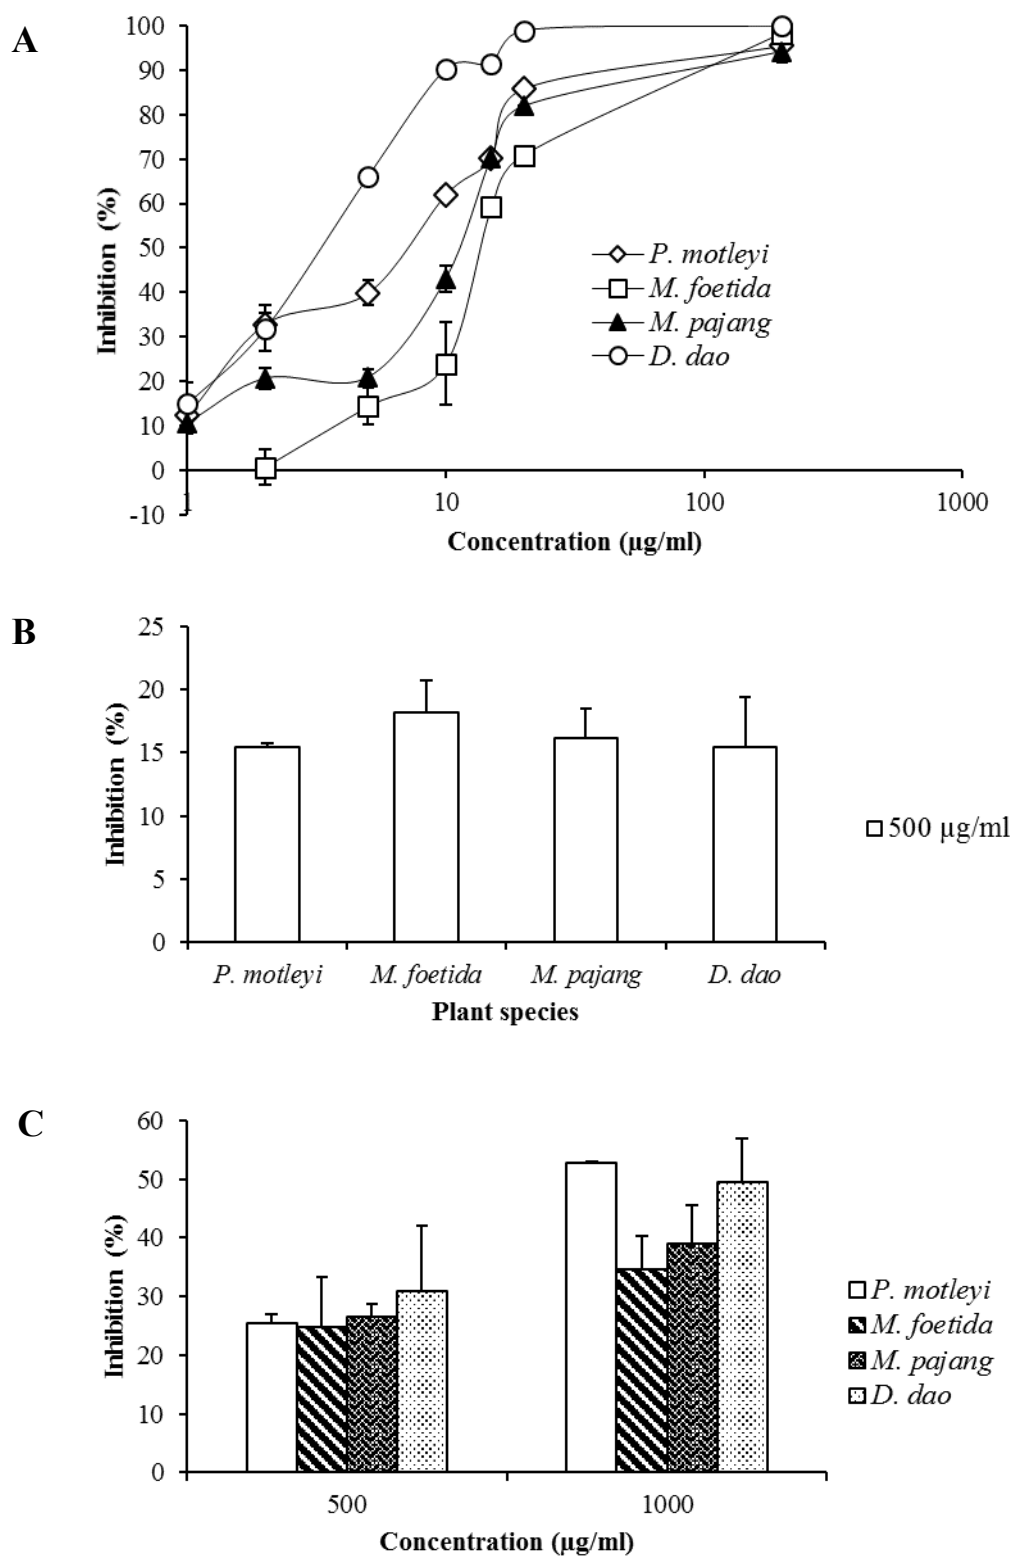 A
100
90
80
70
60
50
40
30
20
10
0
-10
Inhibition (%)
P. motleyi
M. foetida
M. pajang
D. dao
1 10 100 1000
Concentration (µg/ml)
B
25
20
15
10
5
0
Inhibition (%)
500 µg/ml
P. motleyi M. foetida M. pajang D. dao
Plant species
C
60
50
40
30
20
10
0
Inhibition (%)
P. motleyi
M. foetida
M. pajang
D. dao
500 1000
Concentration (µg/ml)